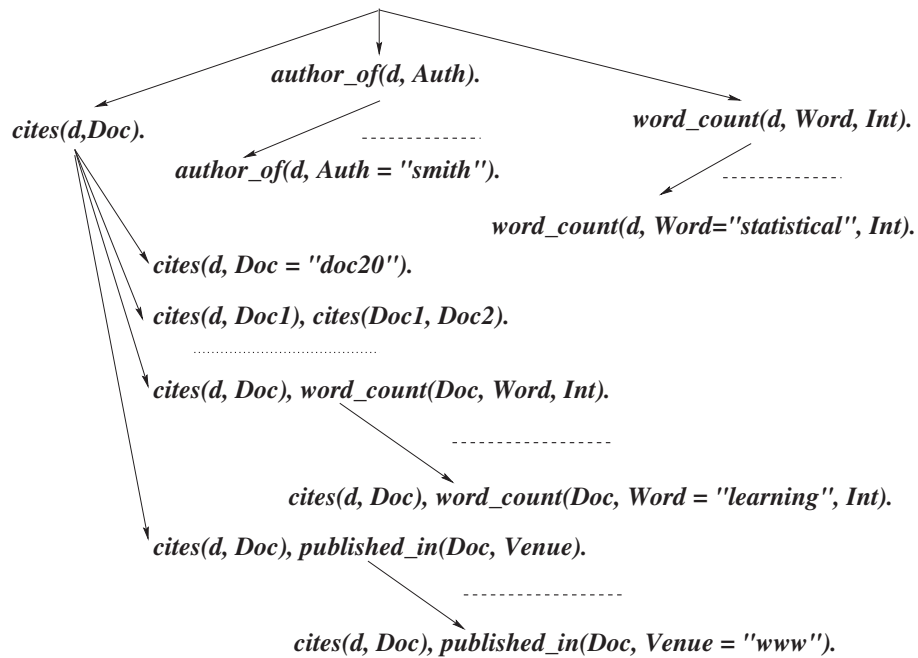 author_of(d, Auth).
cites(d,Doc).
word_count(d, Word, Int).
author_of(d, Auth = "smith").
word_count(d, Word="statistical", Int).
cites(d, Doc = "doc20").
cites(d, Doc1), cites(Doc1, Doc2).
cites(d, Doc), word_count(Doc, Word, Int).
cites(d, Doc), word_count(Doc, Word = "learning", Int).
cites(d, Doc), published_in(Doc, Venue).
cites(d, Doc), published_in(Doc, Venue = "www").